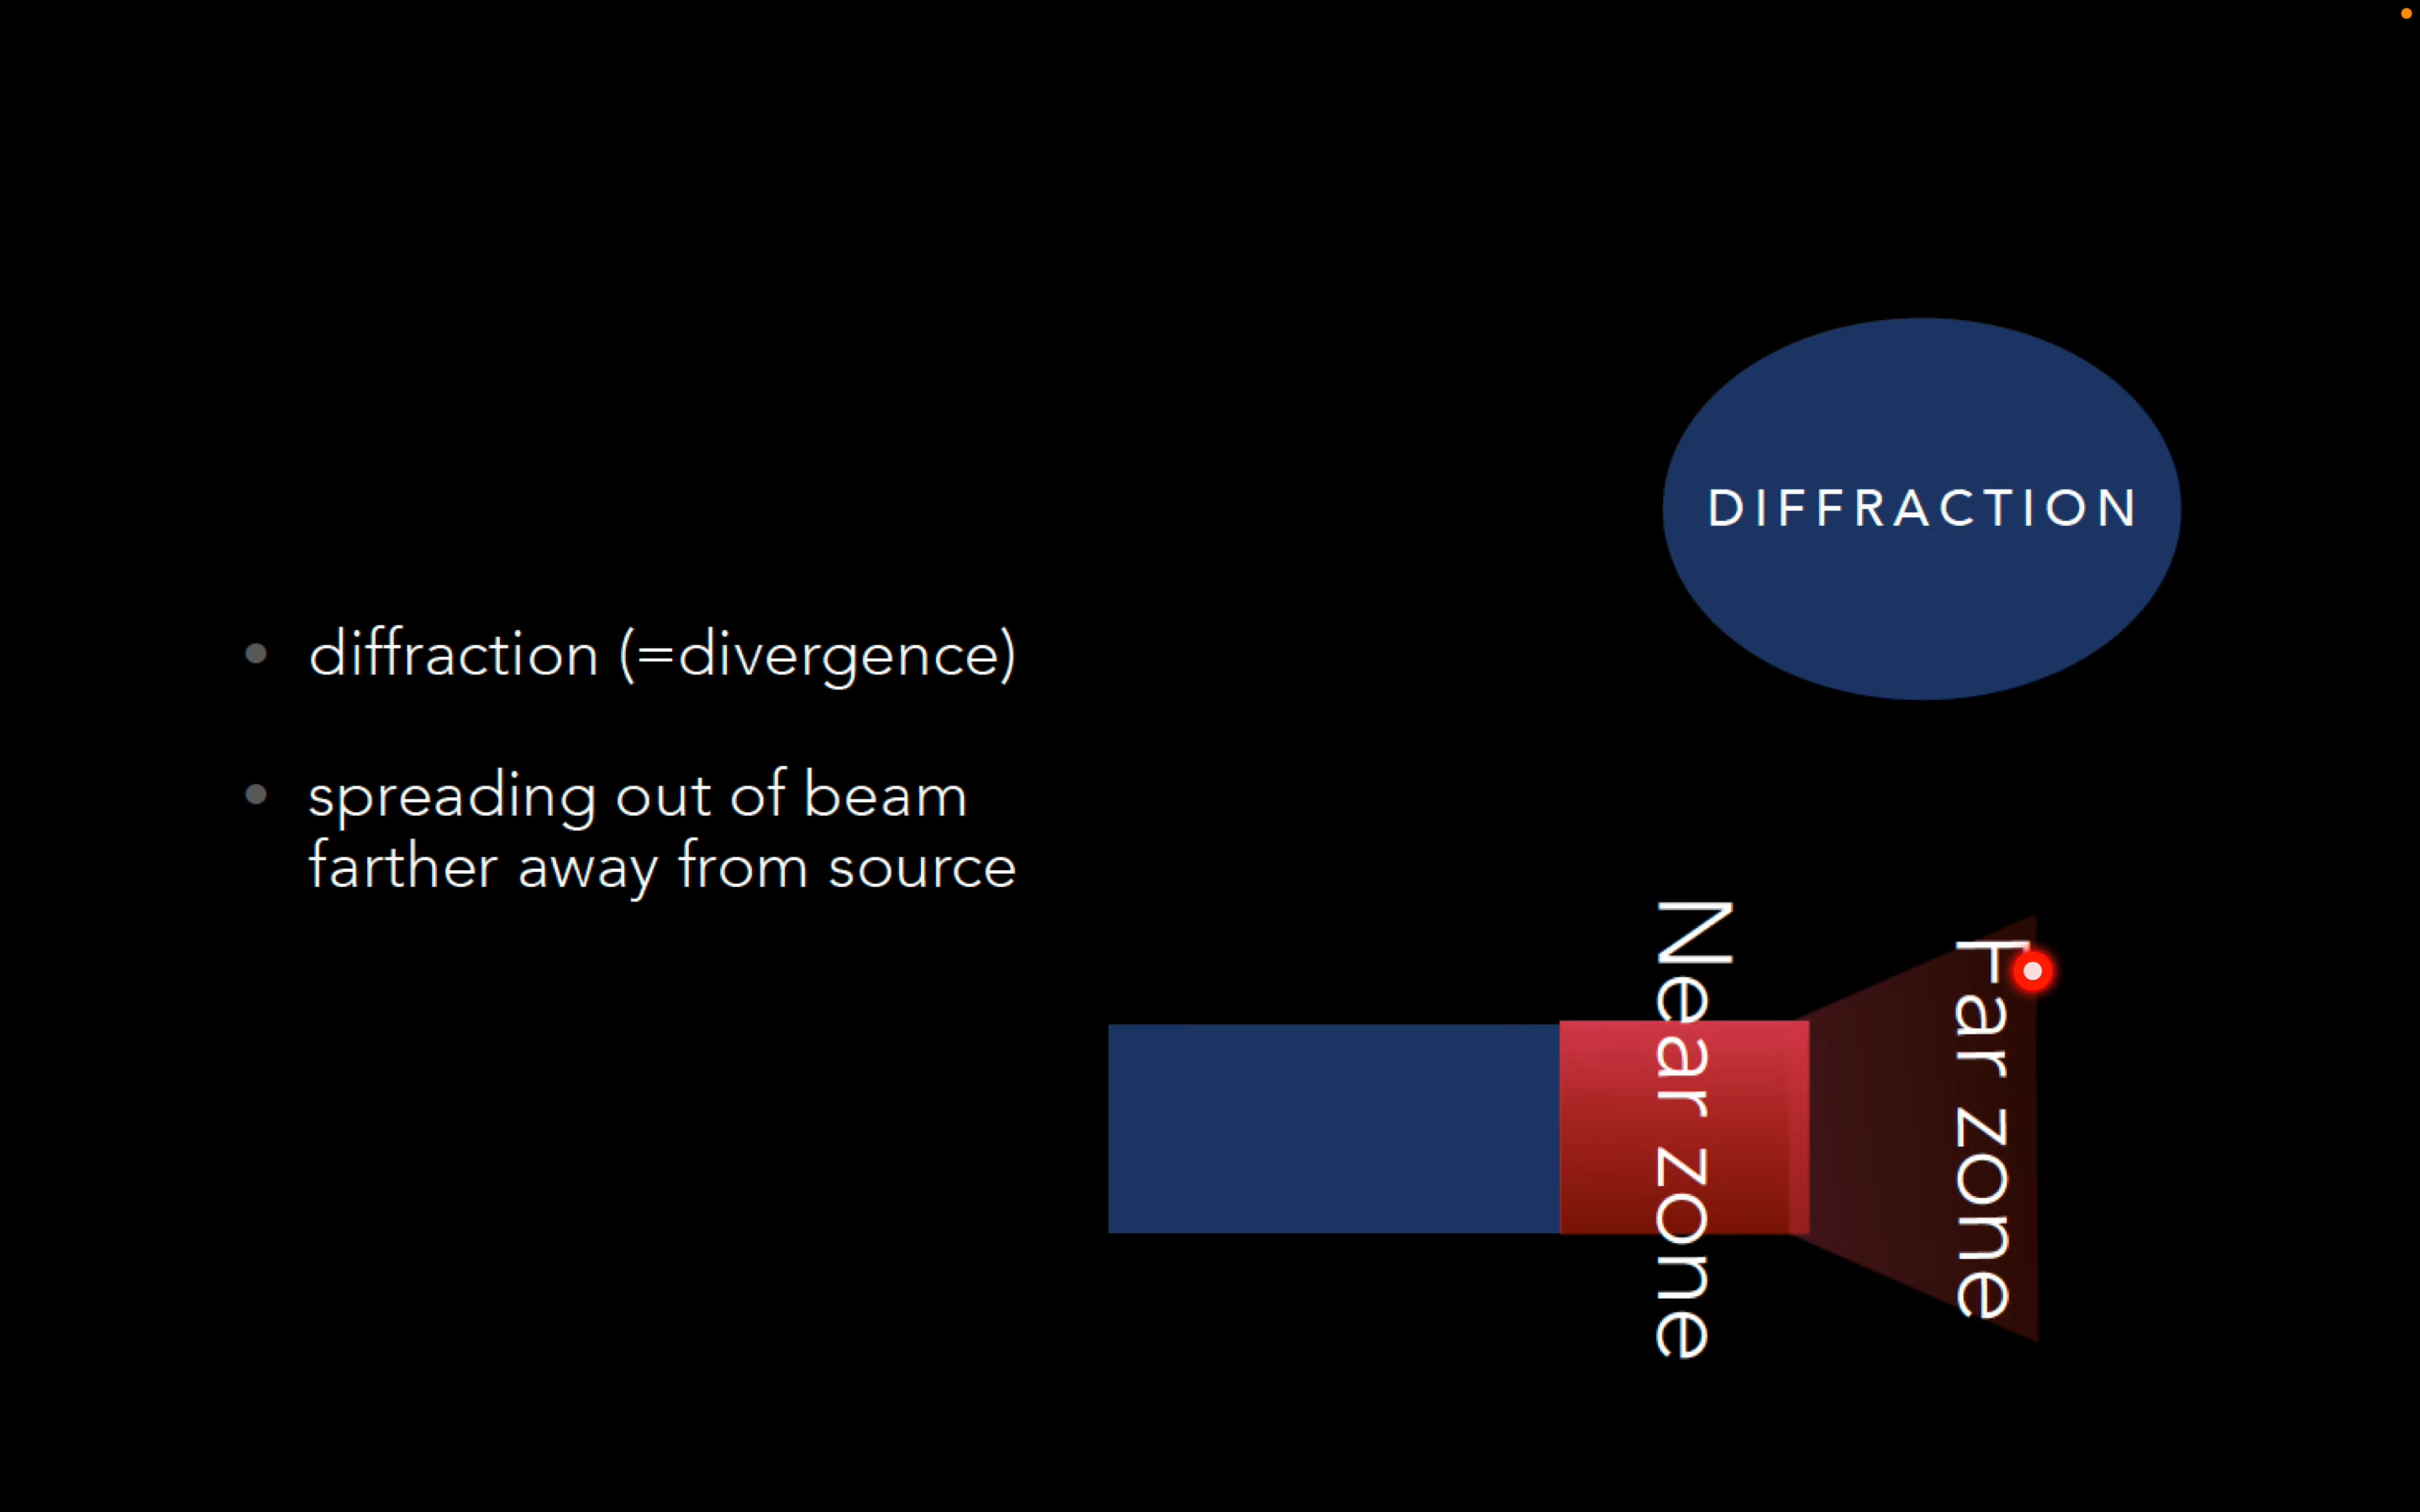 DIFFRACTION
diffraction (=divergence)
spreading out of beam
farther away from source
Near zone
Far zone